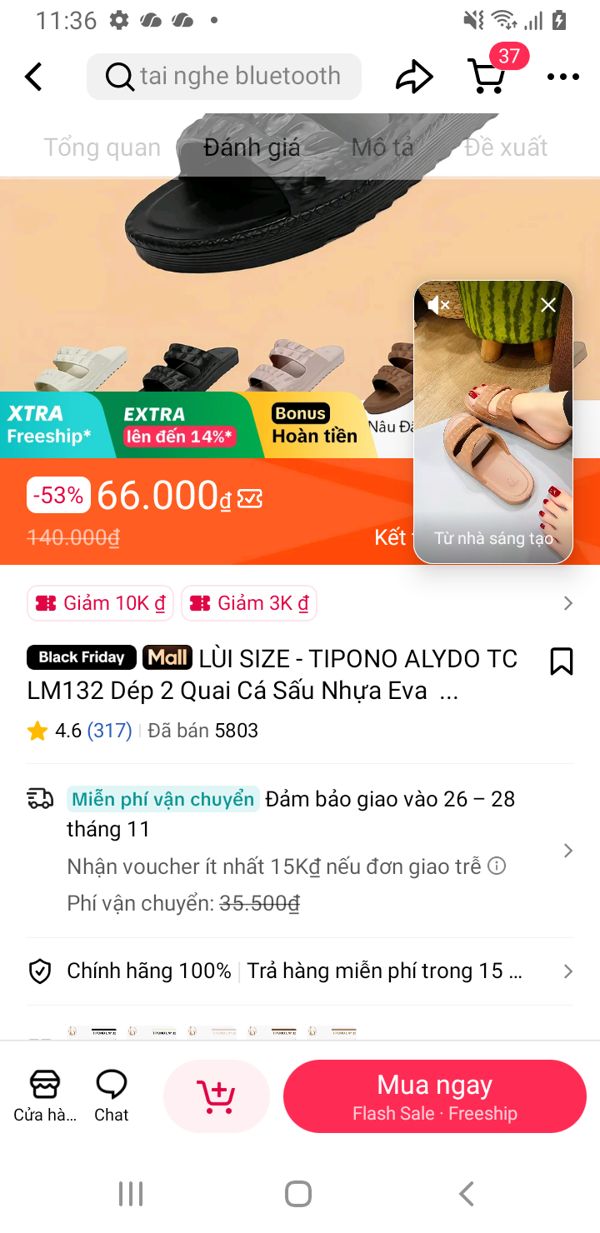 11:36
tai nghe bluetooth
37
Tổng quan Đánh giá Mô tả Đề xuất
XTRA
Freeship*
EXTRA
lên đến 14%*
Bonus
Hoàn tiền
Nâu
-53% 66.000₫
140.000₫
Kết
Từ nhà sáng tạo
Giảm 10K ₫ Giảm 3K ₫
Black Friday Mall LÙI SIZE - TIPONO ALYDO TC
LM132 Dép 2 Quai Cá Sấu Nhựa Eva ...
4.6 (317) Đã bán 5803
Miễn phí vận chuyển Đảm bảo giao vào 26 – 28
tháng 11
Nhận voucher ít nhất 15K₫ nếu đơn giao trễ
Phí vận chuyển: 35.500₫
Chính hãng 100% Trả hàng miễn phí trong 15 ...
Cửa hà... Chat
Mua ngay
Flash Sale · Freeship